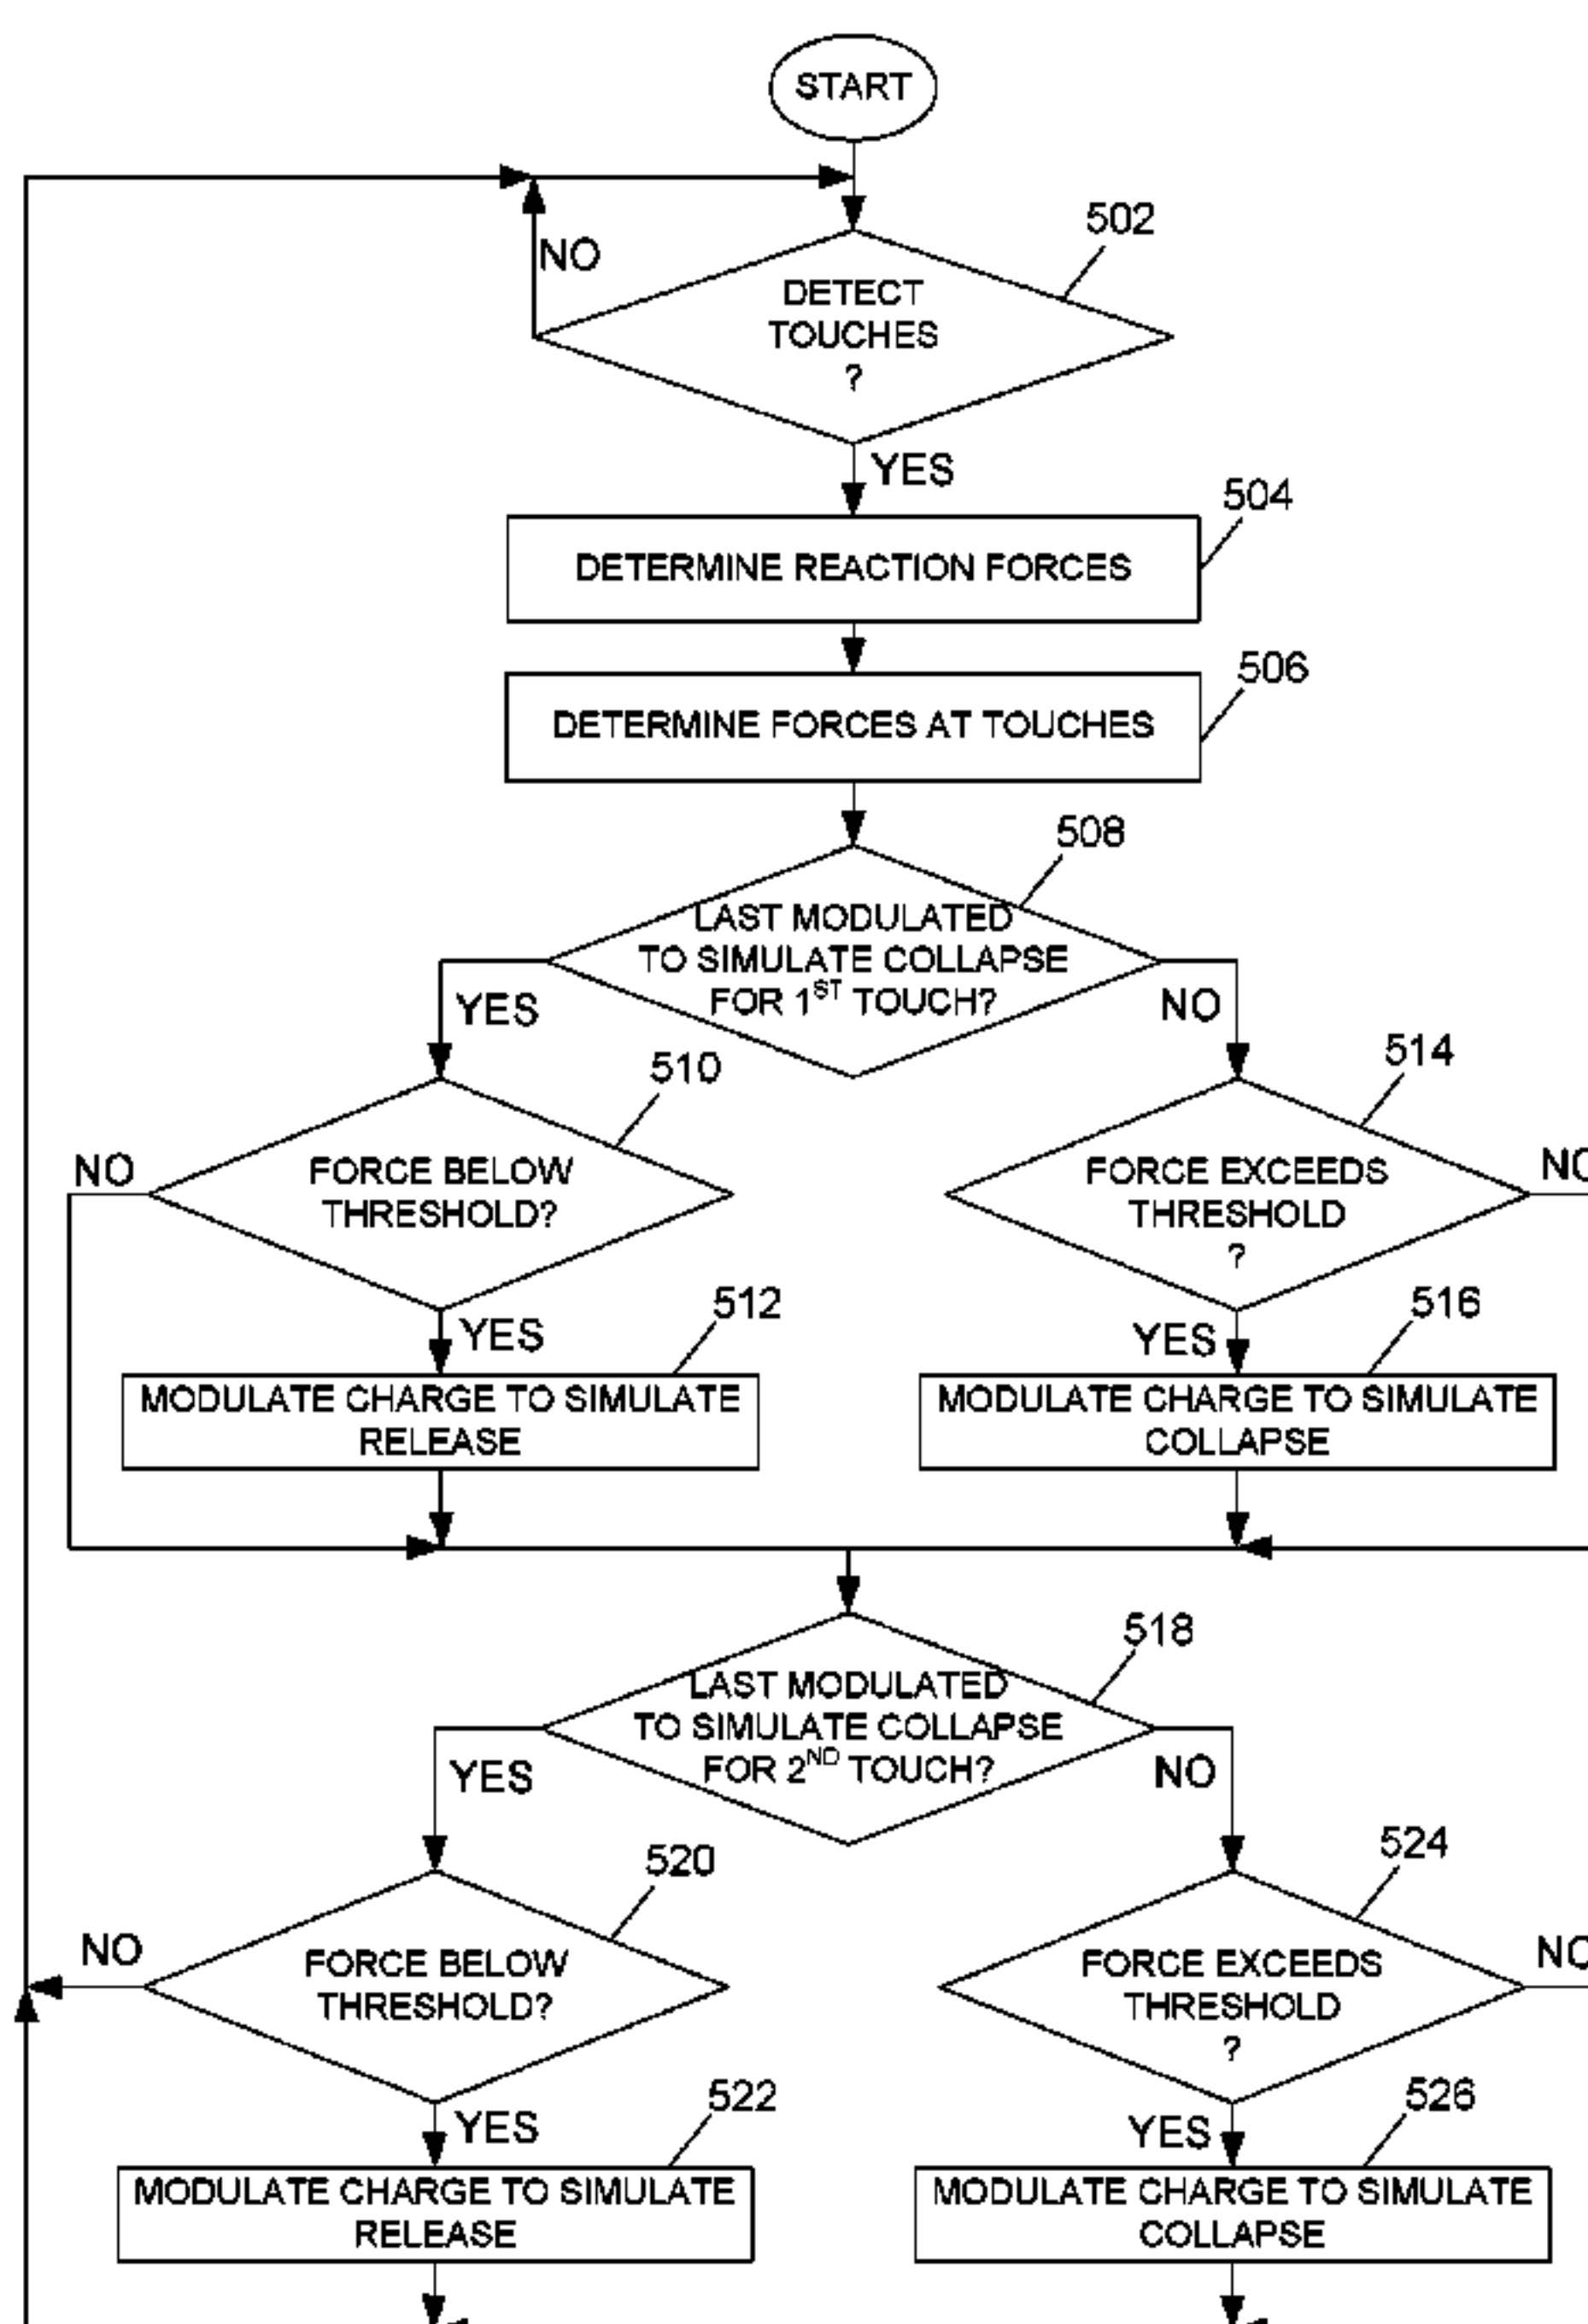 START
502
NO
DETECT
TOUCHES
?
YES
504
DETERMINE REACTION FORCES
506
DETERMINE FORCES AT TOUCHES
508
LAST MODULATED
TO SIMULATE COLLAPSE
FOR 1ST TOUCH?
YES
NO
510
514
NO
FORCE BELOW
THRESHOLD?
FORCE EXCEEDS
THRESHOLD
?
NO
YES
512
YES
516
MODULATE CHARGE TO SIMULATE
RELEASE
MODULATE CHARGE TO SIMULATE
COLLAPSE
518
LAST MODULATED
TO SIMULATE COLLAPSE
FOR 2ND TOUCH?
YES
NO
520
524
NO
FORCE BELOW
THRESHOLD?
FORCE EXCEEDS
THRESHOLD
?
NO
YES
522
YES
526
MODULATE CHARGE TO SIMULATE
RELEASE
MODULATE CHARGE TO SIMULATE
COLLAPSE